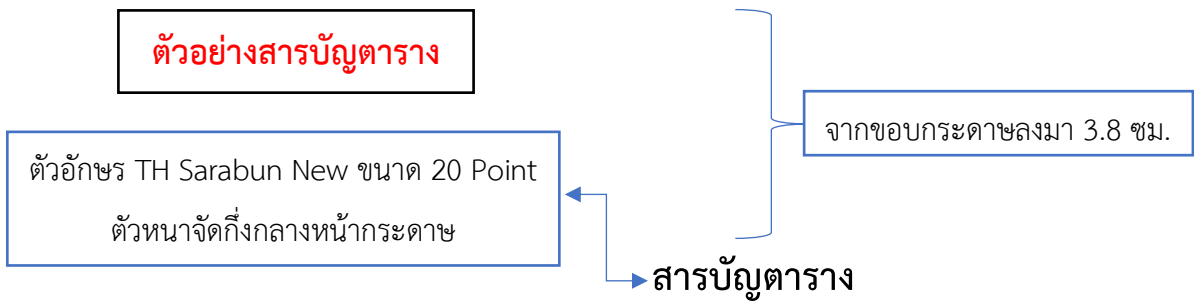 ตัวอย่างสารบัญตาราง
จากขอบกระดาษลงมา 3.8 ซม.
ตัวอักษร TH Sarabun New ขนาด 20 Point
ตัวหนาจัดกึ่งกลางหน้ากระดาษ
สารบัญตาราง